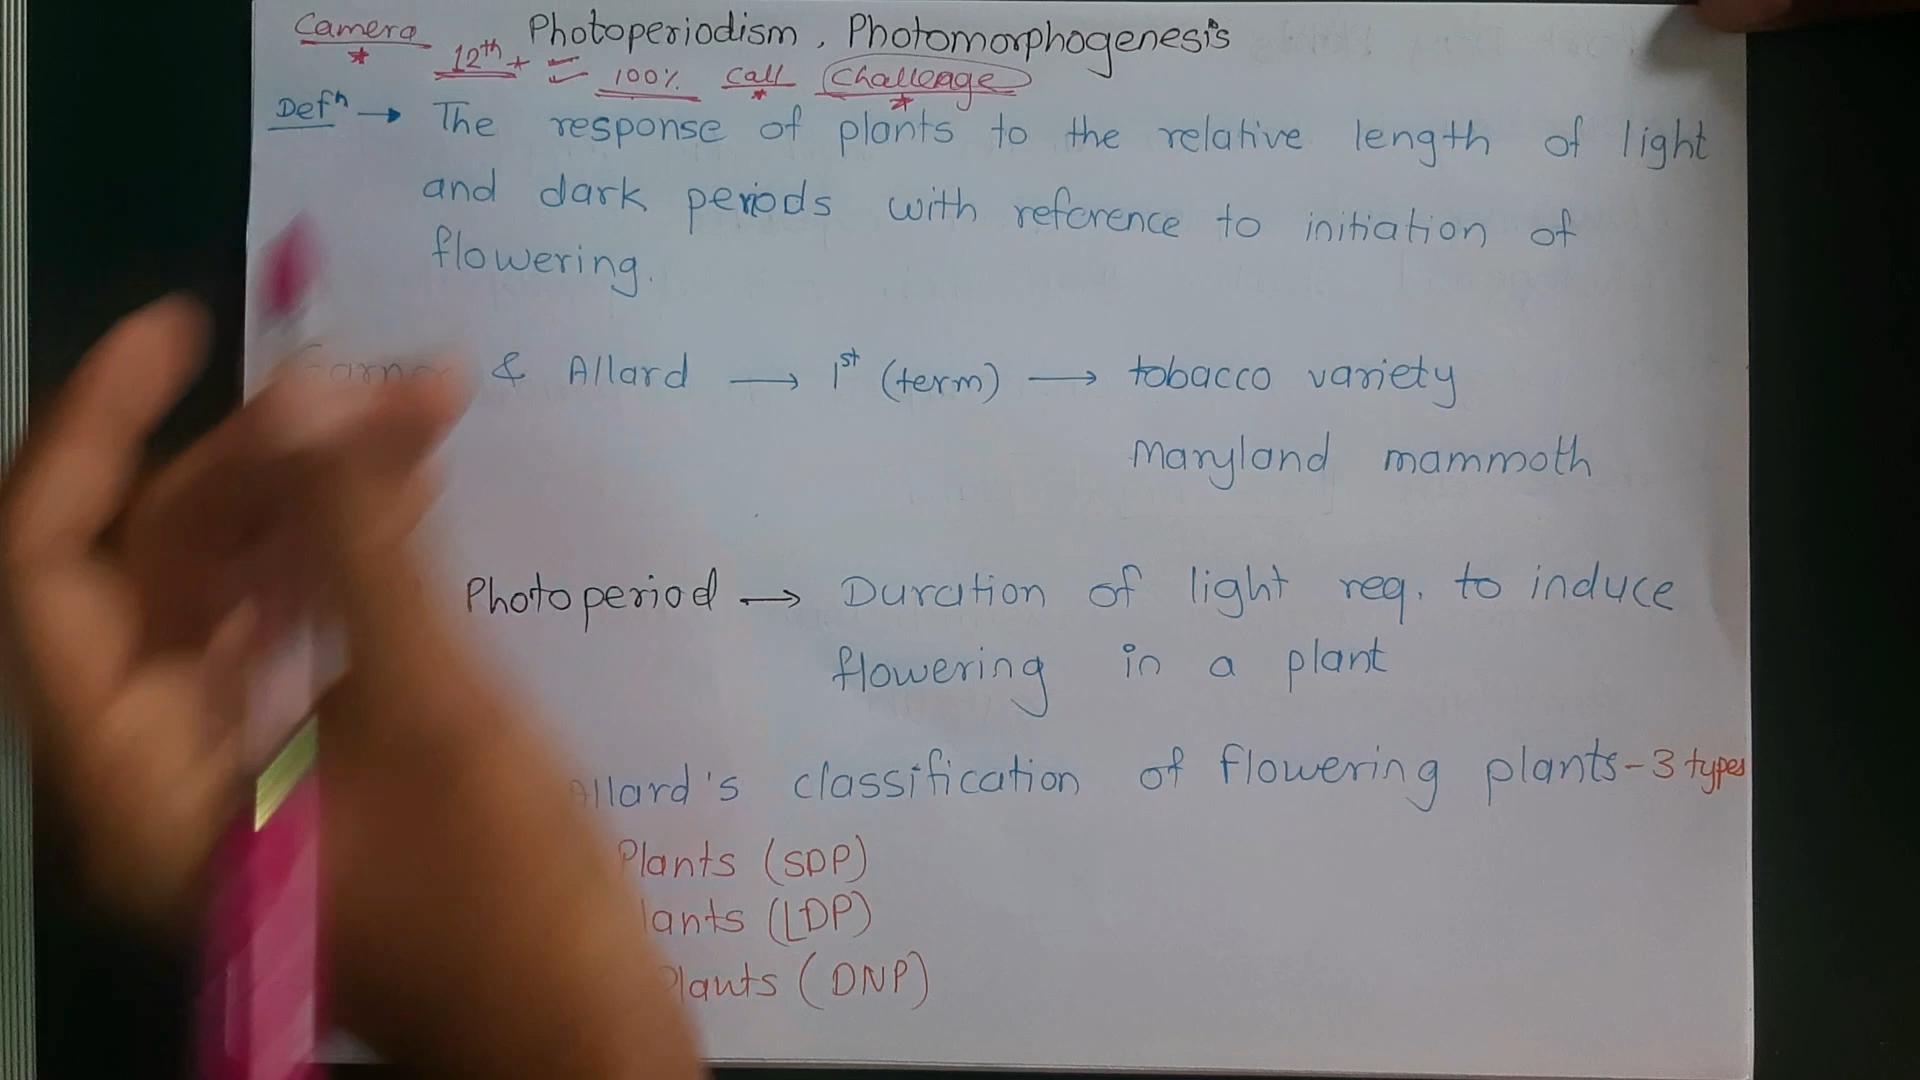 Camera Photoperiodism, Photomorphogenesis
12th + 100% call Challenge
Defn → The response of plants to the relative length of light
and dark periods with reference to initiation of
flowering.
& Allard → 1st (term) → tobacco variety
Maryland mammoth
Photoperiod → Duration of light req. to induce
flowering in a plant
Allard's classification of flowering plants - 3 types
Plants (SDP)
lants (LDP)
Plants (DNP)